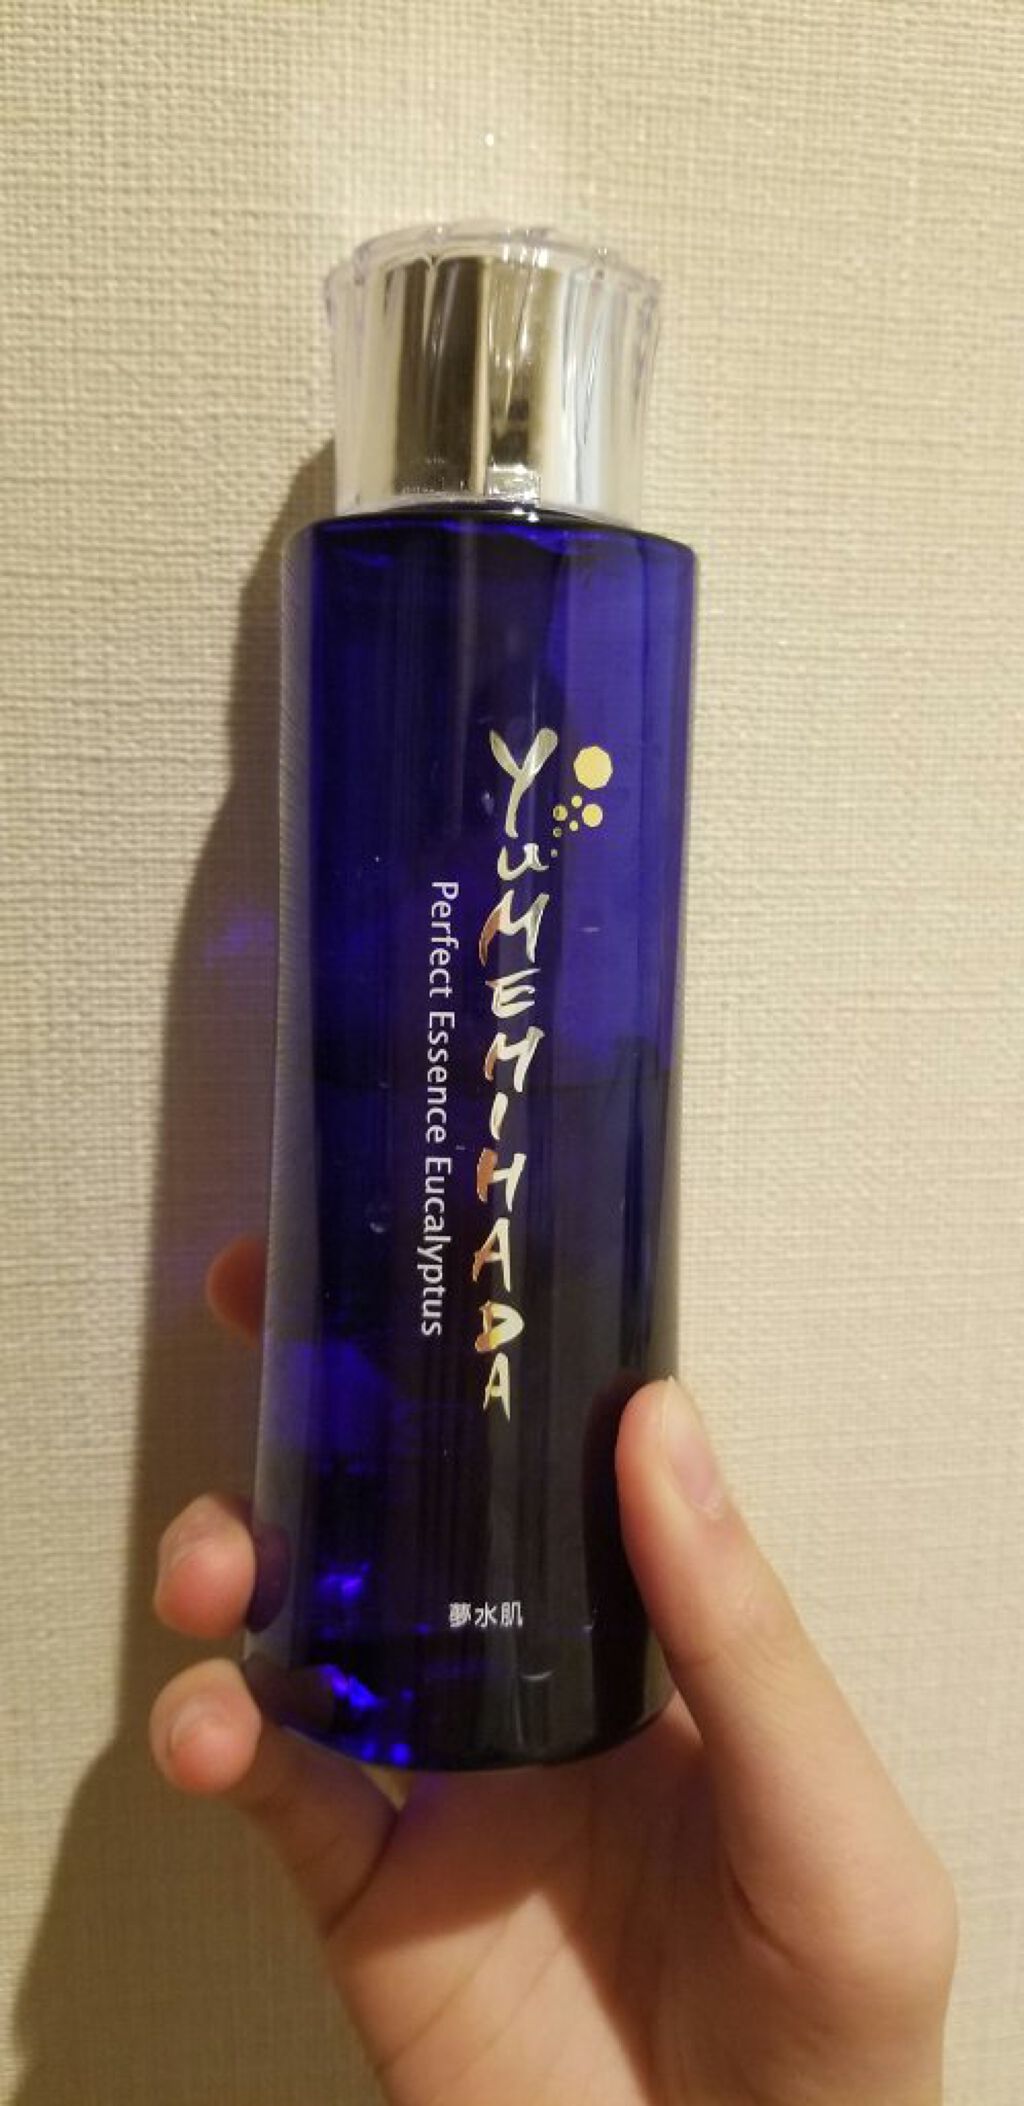 YUMEMIHADA
Perfect Essence Eucalyptus
夢水肌